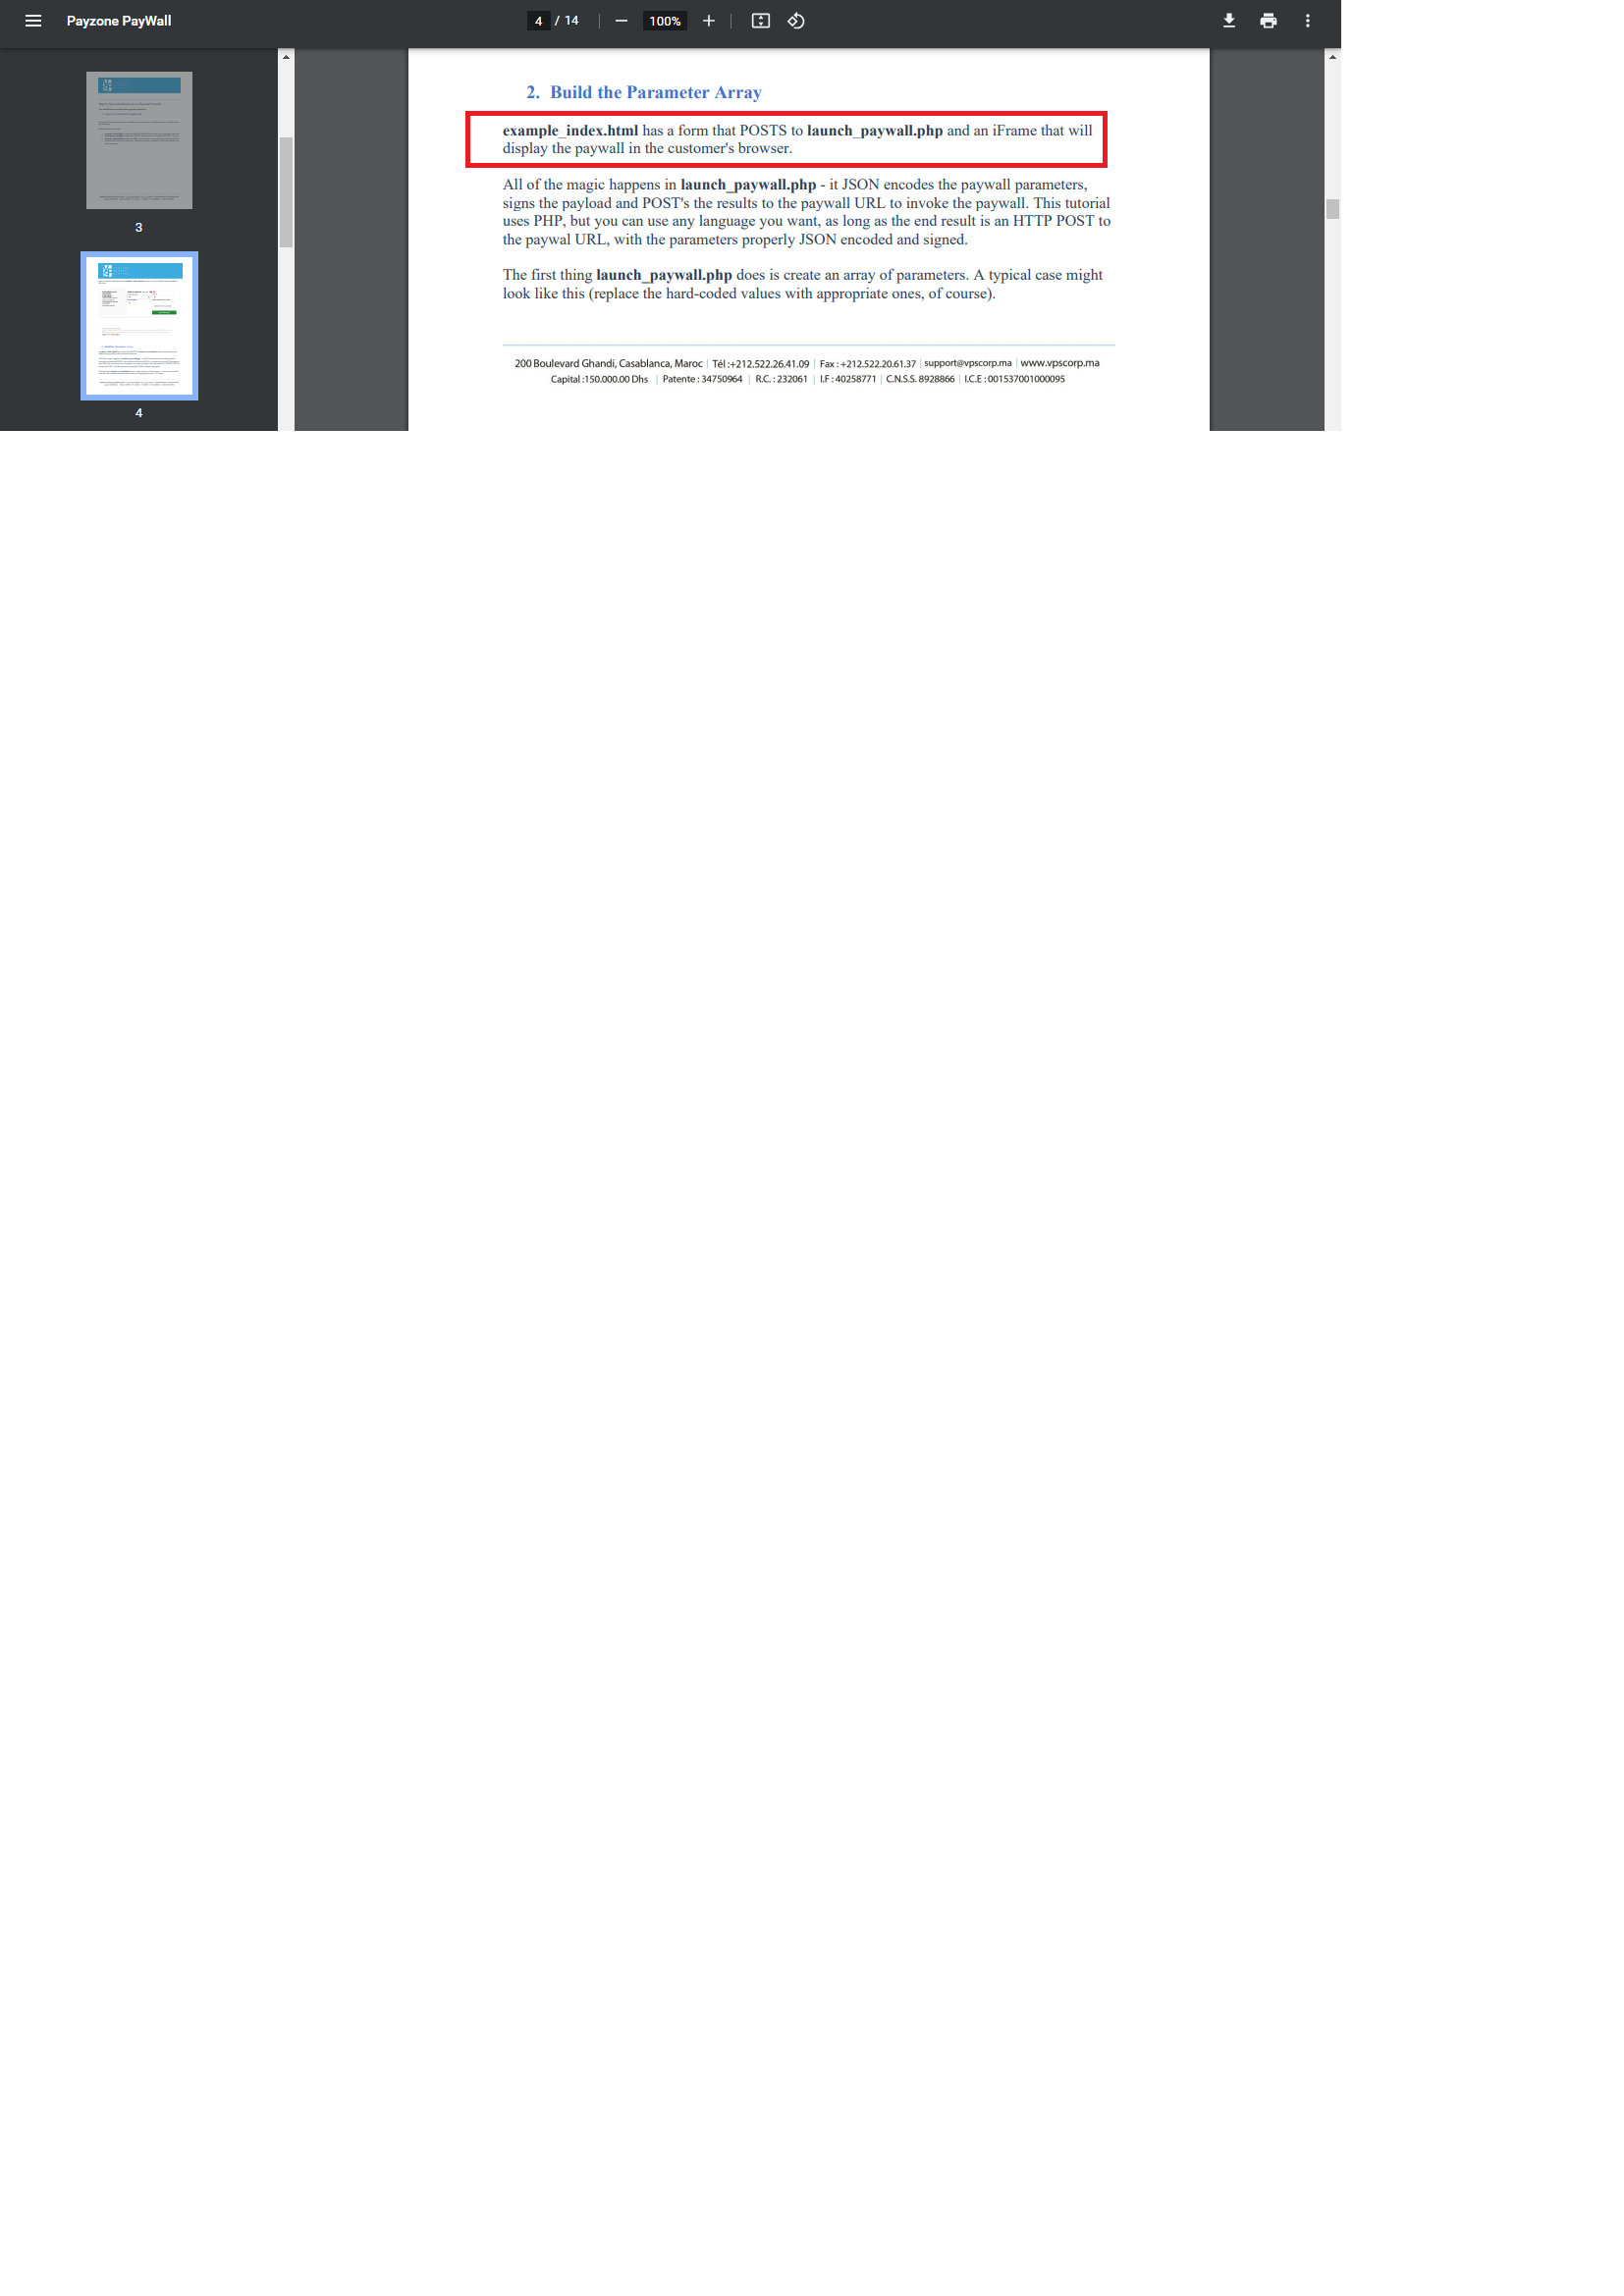 Payzone PayWall
4 / 14
100%
3
4
2. Build the Parameter Array
example_index.html has a form that POSTS to launch_paywall.php and an iFrame that will
display the paywall in the customer's browser.
All of the magic happens in launch_paywall.php - it JSON encodes the paywall parameters,
signs the payload and POST's the results to the paywall URL to invoke the paywall. This tutorial
uses PHP, but you can use any language you want, as long as the end result is an HTTP POST to
the paywal URL, with the parameters properly JSON encoded and signed.
The first thing launch_paywall.php does is create an array of parameters. A typical case might
look like this (replace the hard-coded values with appropriate ones, of course).
200 Boulevard Ghandi, Casablanca, Maroc | Tél :+212.522.26.41.09 | Fax : +212.522.20.61.37 | support@vpscorp.ma | www.vpscorp.ma
Capital :150.000.00 Dhs | Patente : 34750964 | R.C. : 232061 | I.F : 40258771 | C.N.S.S. 8928866 | I.C.E : 001537001000095